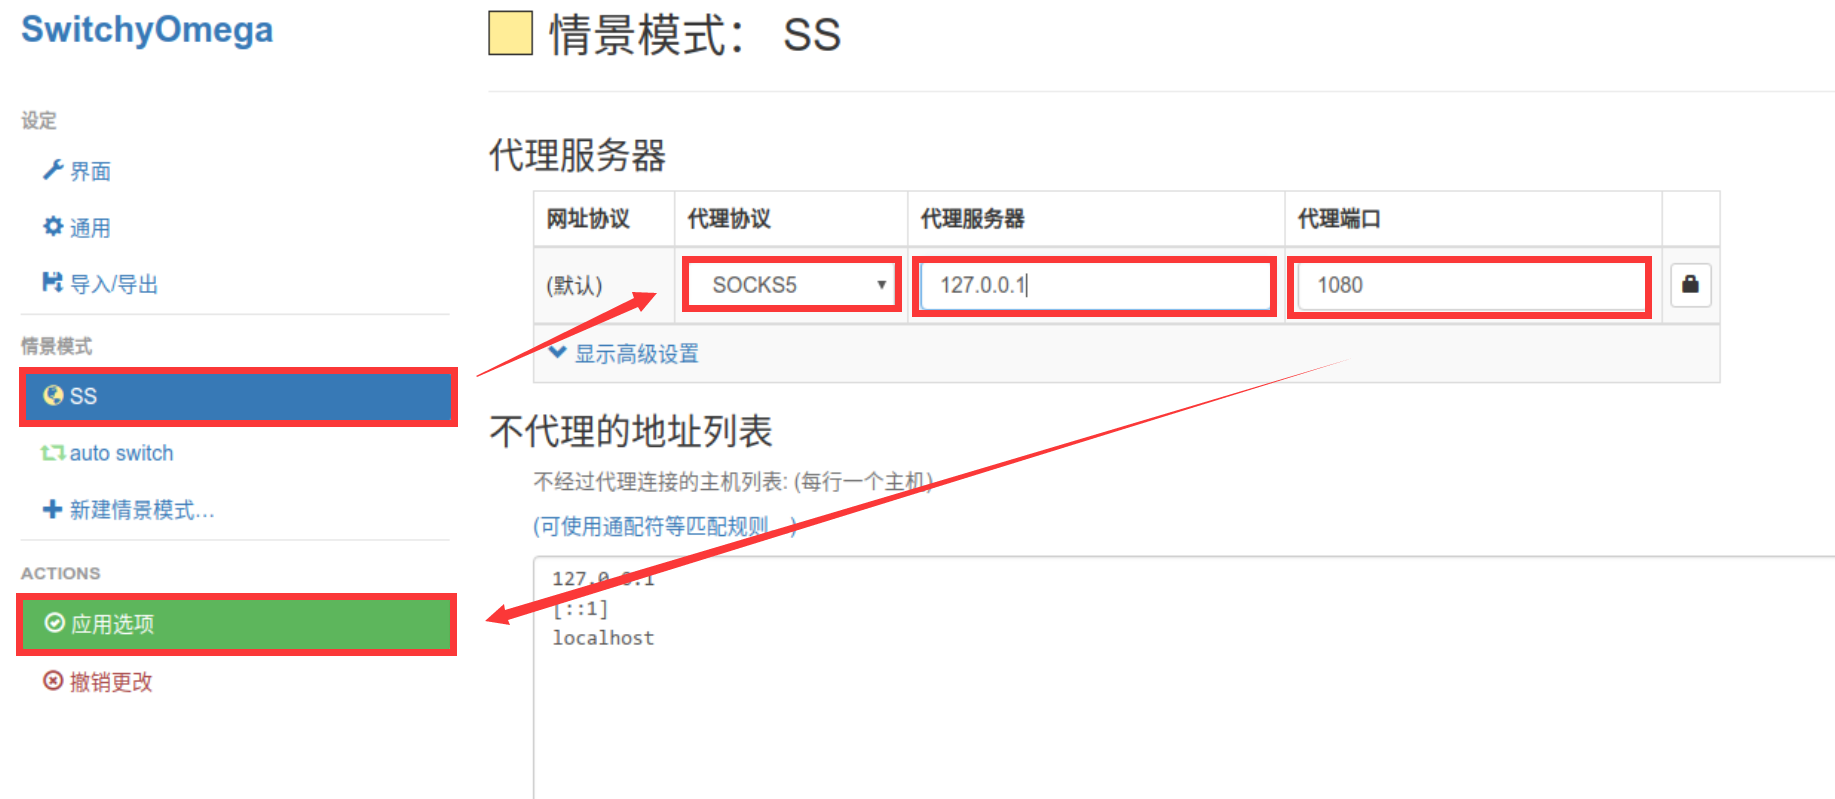 SwitchyOmega
设定
界面
通用
导入/导出
情景模式
SS
auto switch
新建情景模式...
ACTIONS
应用选项
撤销更改
情景模式： SS
代理服务器
网址协议 代理协议 代理服务器 代理端口
(默认) SOCKS5 127.0.0.1 1080
显示高级设置
不代理的地址列表
不经过代理连接的主机列表: (每行一个主机)
(可使用通配符等匹配规则...)
127.0.0.1
[::1]
localhost